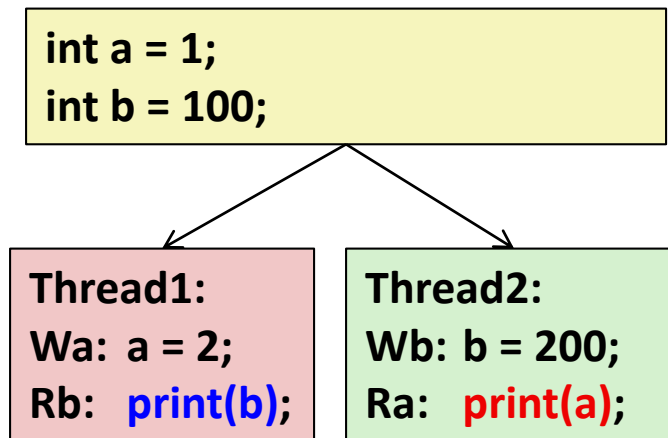 int a = 1;
int b = 100;
Thread1:
Wa: a = 2;
Rb: print(b);
Thread2:
Wb: b = 200;
Ra: print(a);